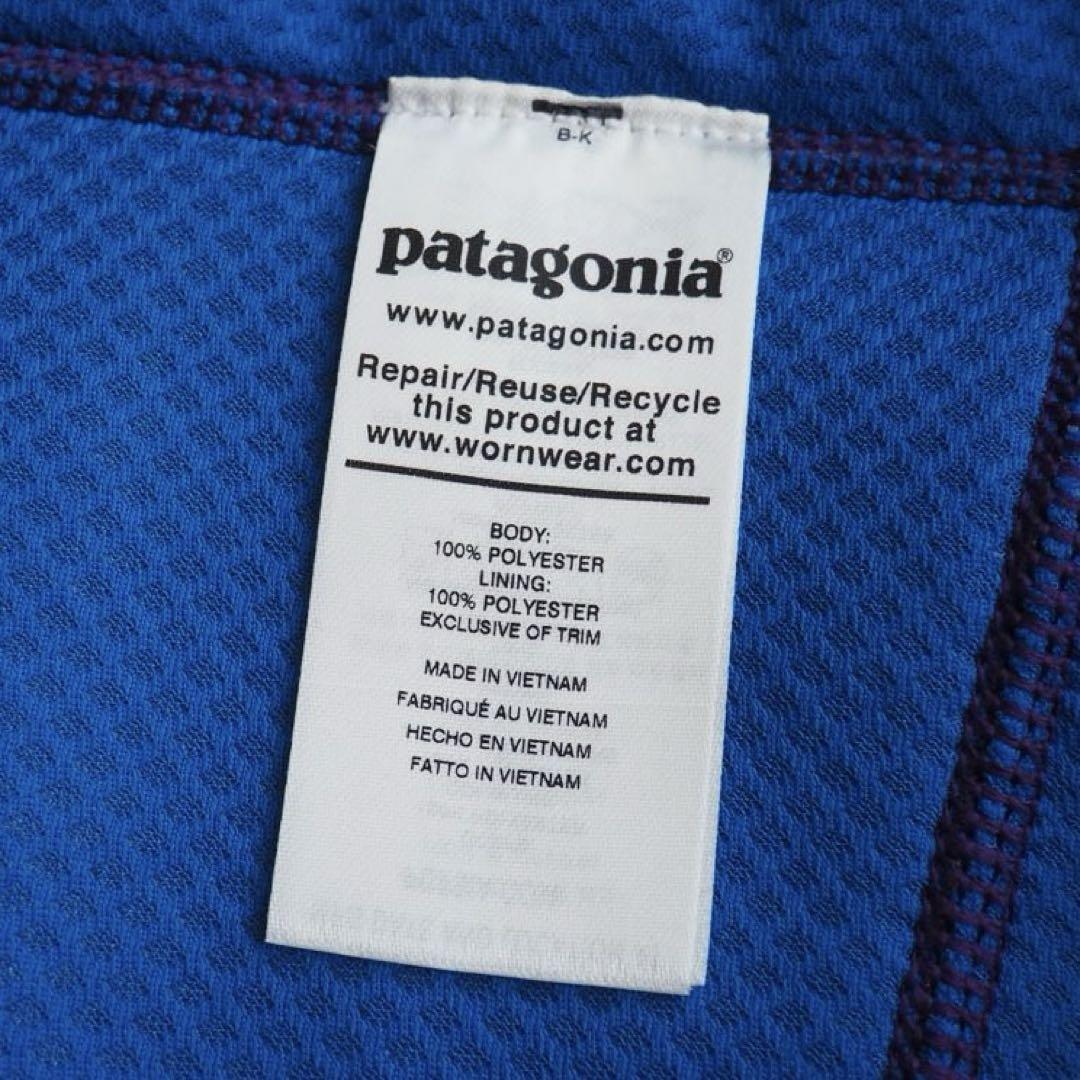 B-K
patagonia®
www.patagonia.com
Repair/Reuse/Recycle
this product at
www.wornwear.com
BODY:
100% POLYESTER
LINING:
100% POLYESTER
EXCLUSIVE OF TRIM
MADE IN VIETNAM
FABRIQUÉ AU VIETNAM
HECHO EN VIETNAM
FATTO IN VIETNAM